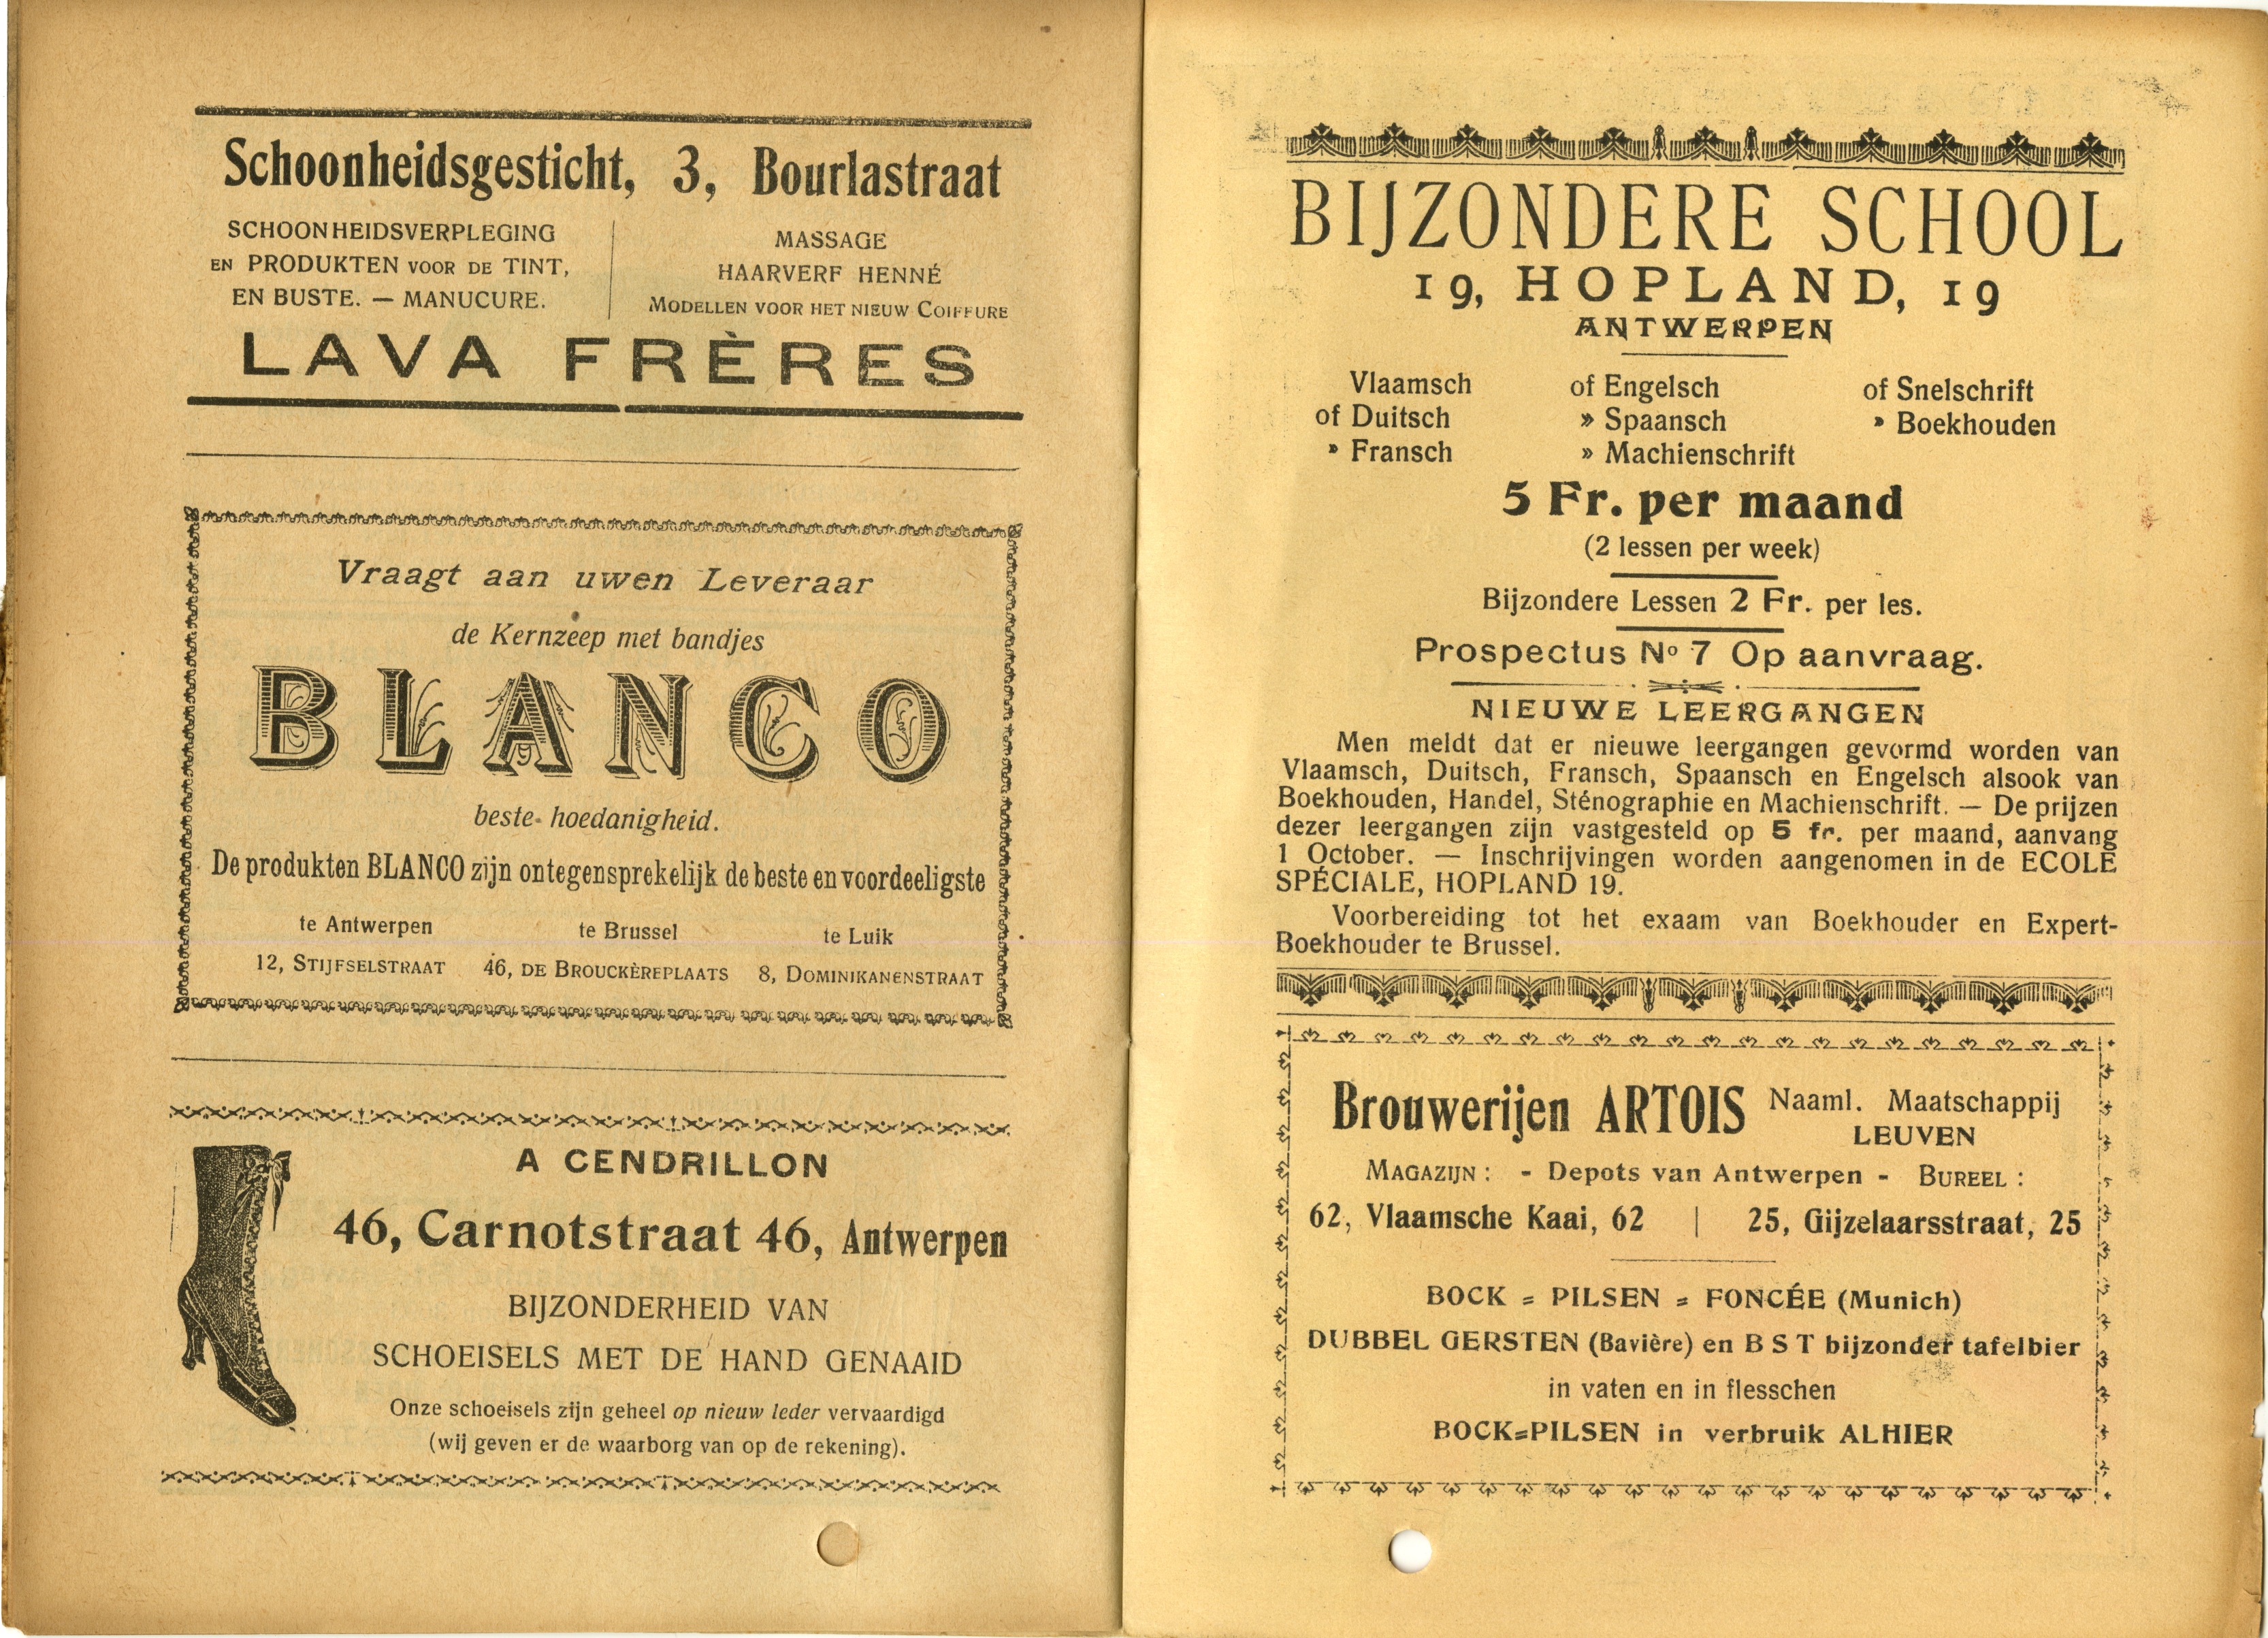 Schoonheidsgesticht, 3, Bourlastraat
SCHOONHEIDSVERPLEGING
EN PRODUKTEN VOOR DE TINT,
EN BUSTE. — MANUCURE.
MASSAGE
HAARVERF HENNÉ
MODELLEN VOOR HET NIEUW COIFFURE
LAVA FRÈRES
Vraagt aan uwen Leveraar
de Kernzeep met bandjes
BLANCO
beste hoedanigheid.
De produkten BLANCO zijn ontegensprekelijk de beste en voordeeligste
te Antwerpen
12, STIJFSELSTRAAT
te Brussel
46, DE BROUCKÈREPLAATS
te Luik
8, DOMINIKANENSTRAAT
A CENDRILLON
46, Carnotstraat 46, Antwerpen
BIJZONDERHEID VAN
SCHOEISELS MET DE HAND GENAAID
Onze schoeisels zijn geheel op nieuw leder vervaardigd
(wij geven er de waarborg van op de rekening).
BIJZONDERE SCHOOL
19, HOPLAND, 19
ANTWERPEN
Vlaamsch
of Duitsch
» Fransch
of Engelsch
» Spaansch
» Machienschrift
of Snelschrift
» Boekhouden
5 Fr. per maand
(2 lessen per week)
Bijzondere Lessen 2 Fr. per les.
Prospectus No 7 Op aanvraag.
NIEUWE LEERGANGEN
Men meldt dat er nieuwe leergangen gevormd worden van
Vlaamsch, Duitsch, Fransch, Spaansch en Engelsch alsook van
Boekhouden, Handel, Sténographie en Machienschrift. — De prijzen
dezer leergangen zijn vastgesteld op 5 fr. per maand, aanvang
1 October. — Inschrijvingen worden aangenomen in de ECOLE
SPÉCIALE, HOPLAND 19.
Voorbereiding tot het exaam van Boekhouder en Expert-
Boekhouder te Brussel.
Brouwerijen ARTOIS Naaml. Maatschappij
LEUVEN
MAGAZIJN : - Depots van Antwerpen - BUREEL :
62, Vlaamsche Kaai, 62 | 25, Gijzelaarsstraat, 25
BOCK = PILSEN = FONCÉE (Munich)
DUBBEL GERSTEN (Bavière) en B S T bijzonder tafelbier
in vaten en in flesschen
BOCK=PILSEN in verbruik ALHIER